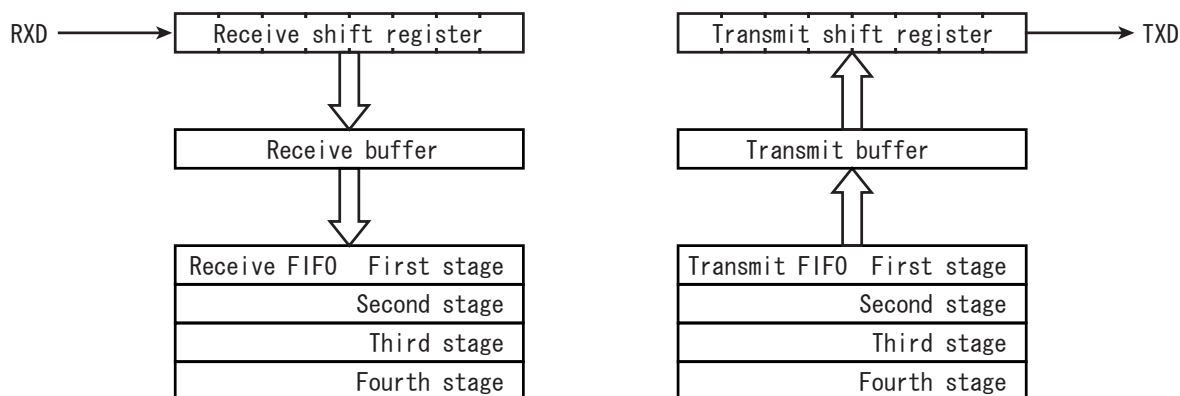 RXD
Receive shift register
Receive buffer
Receive FIFO First stage
Second stage
Third stage
Fourth stage
Transmit shift register
TXD
Transmit buffer
Transmit FIFO First stage
Second stage
Third stage
Fourth stage